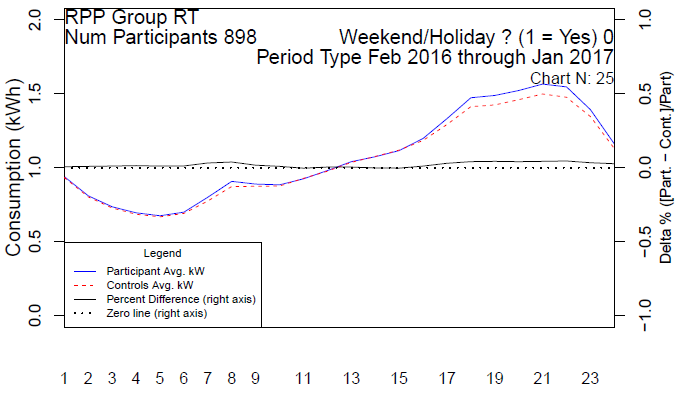 RPP Group RT
Num Participants 898
Weekend/Holiday ? (1 = Yes) 0
Period Type Feb 2016 through Jan 2017
Chart N: 25
Consumption (kWh)
2.0
1.5
1.0
0.5
0.0
1.0
0.5
0.0
−0.5
−1.0
Delta % ([Part. − Cont.]/Part)
Legend
Participant Avg. kW
Controls Avg. kW
Percent Difference (right axis)
Zero line (right axis)
1 2 3 4 5 6 7 8 9 11 13 15 17 19 21 23